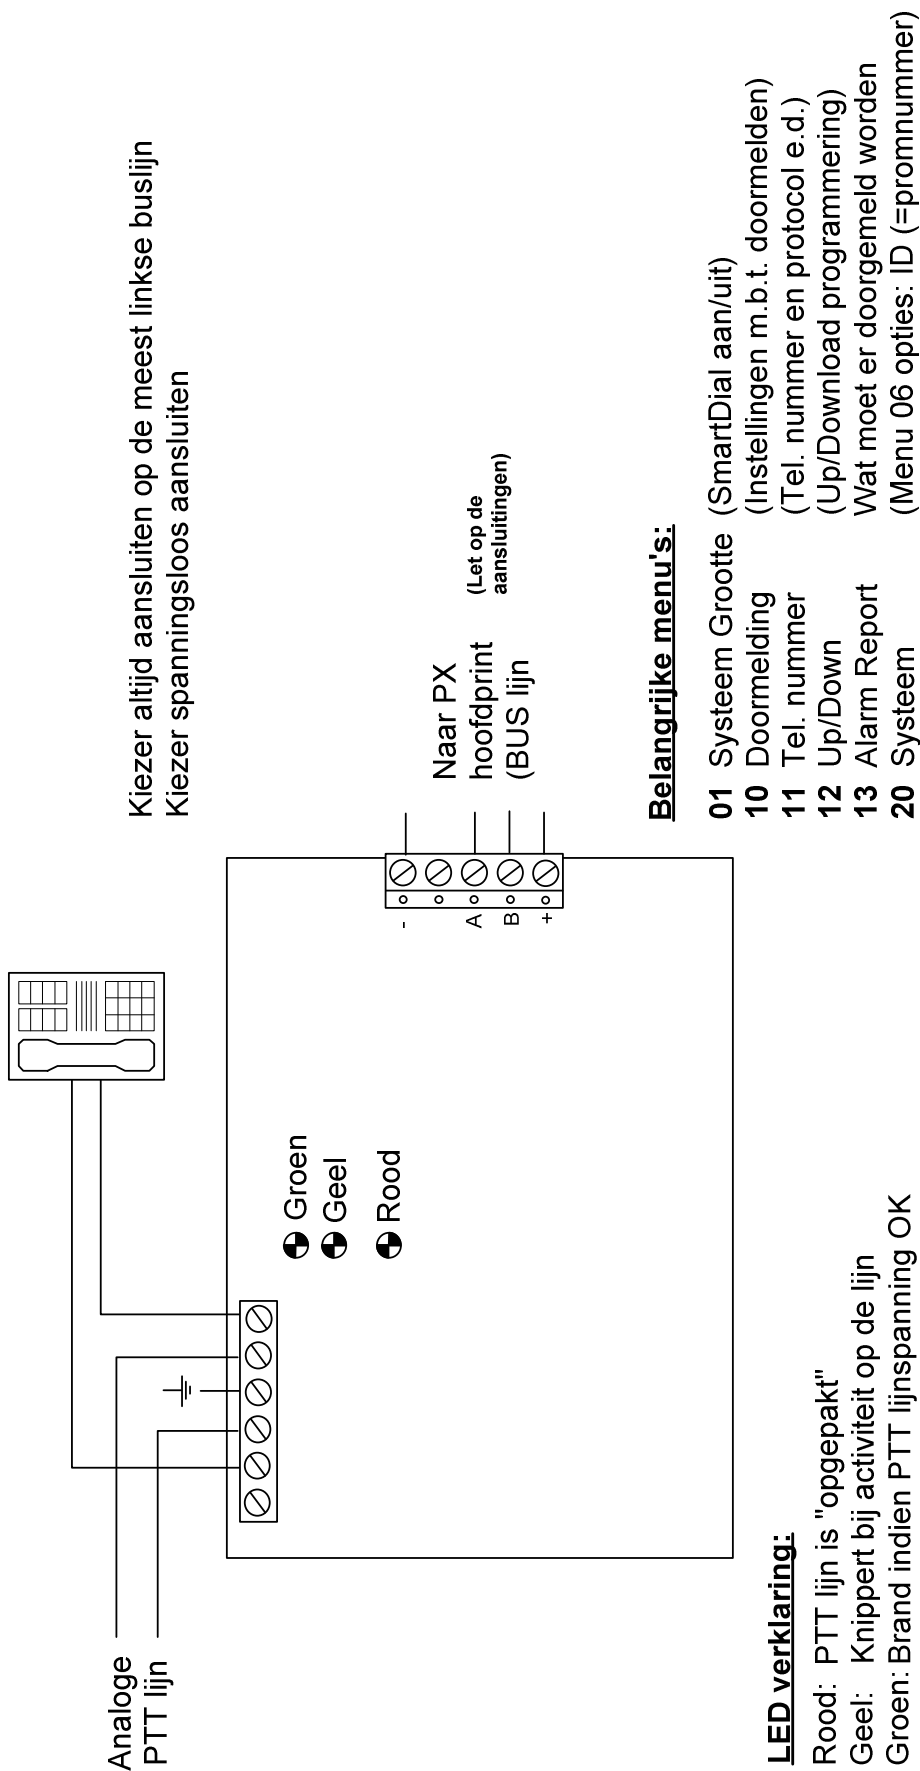 Kiezer altijd aansluiten op de meest linkse buslijn
Kiezer spanningsloos aansluiten
Analoge
PTT lijn
Groen
Geel
Rood
-
A
B
+
Naar PX
hoofdprint
(BUS lijn
(Let op de
aansluitingen)
LED verklaring:
Rood: PTT lijn is "opgepakt"
Geel: Knippert bij activiteit op de lijn
Groen: Brand indien PTT lijnspanning OK
Belangrijke menu's:
01 Systeem Grootte (SmartDial aan/uit)
10 Doormelding (Instellingen m.b.t. doormelden)
11 Tel. nummer (Tel. nummer en protocol e.d.)
12 Up/Down (Up/Download programmering)
13 Alarm Report Wat moet er doorgemeld worden
20 Systeem (Menu 06 opties: ID (=promnummer)